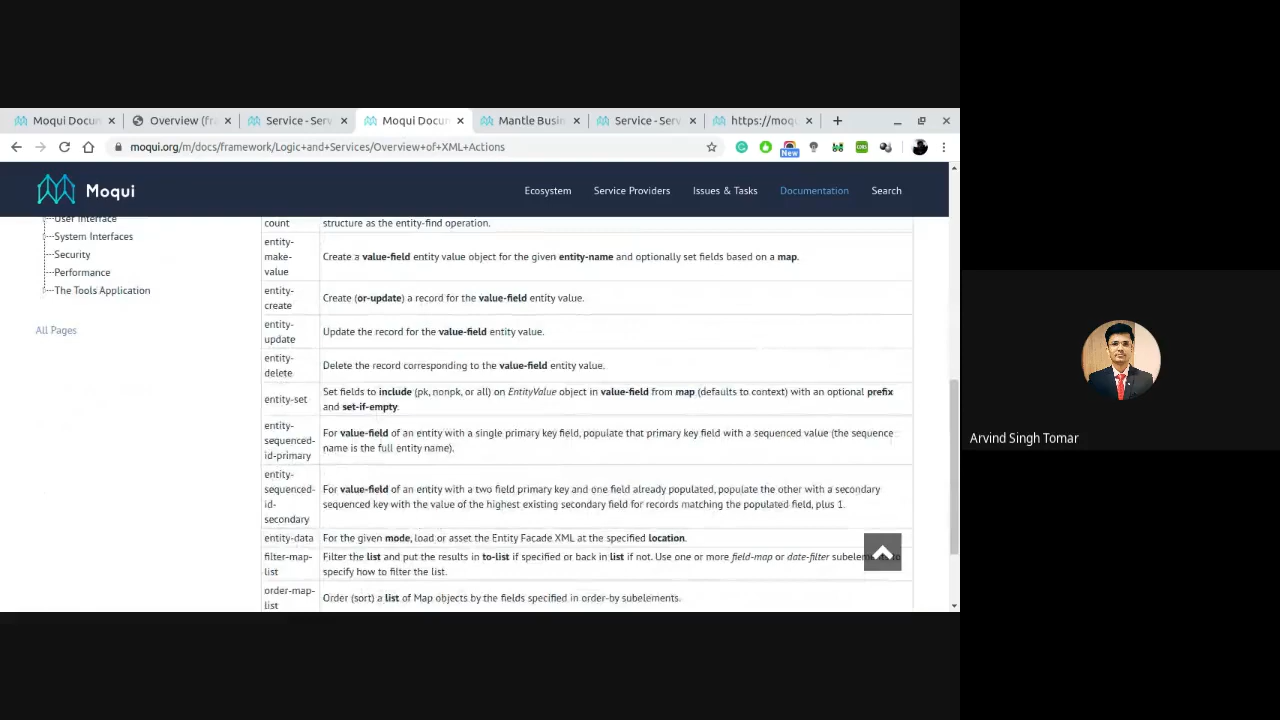 Moqui Docun
Overview (fra
Service - Serv
Moqui Docun
Mantle Busin
Service - Serv
https://moqu
moqui.org/m/docs/framework/Logic+and+Services/Overview+of+XML+Actions
New
Moqui
Ecosystem
Service Providers
Issues & Tasks
Documentation
Search
User Interface
System Interfaces
Security
Performance
The Tools Application
All Pages
count
structure as the entity-find operation.
entity-
make-
value
Create a value-field entity value object for the given entity-name and optionally set fields based on a map.
entity-
create
Create (or-update) a record for the value-field entity value.
entity-
update
Update the record for the value-field entity value.
entity-
delete
Delete the record corresponding to the value-field entity value.
entity-set
Set fields to include (pk, nonpk, or all) on EntityValue object in value-field from map (defaults to context) with an optional prefix
and set-if-empty.
entity-
sequenced-
id-primary
For value-field of an entity with a single primary key field, populate that primary key field with a sequenced value (the sequence
name is the full entity name).
entity-
sequenced-
id-
secondary
For value-field of an entity with a two field primary key and one field already populated, populate the other with a secondary
sequenced key with the value of the highest existing secondary field for records matching the populated field, plus 1.
entity-data
For the given mode, load or asset the Entity Facade XML at the specified location.
filter-map-
list
Filter the list and put the results in to-list if specified or back in list if not. Use one or more field-map or date-filter subelements to
specify how to filter the list.
order-map-
list
Order (sort) a list of Map objects by the fields specified in order-by subelements.
Arvind Singh Tomar